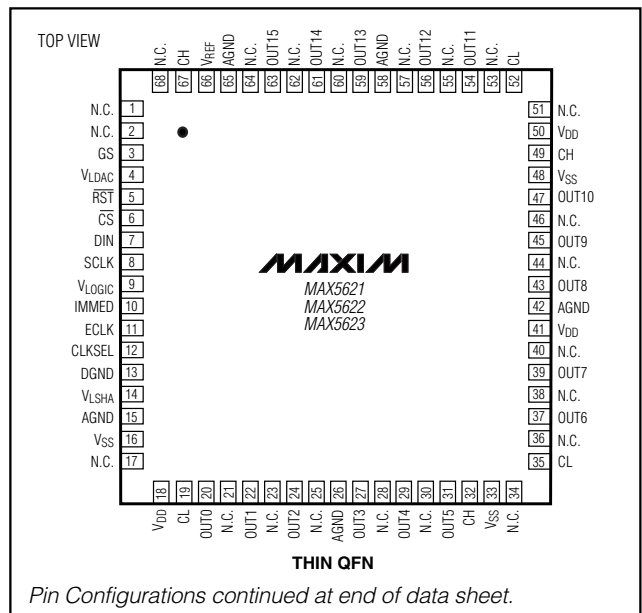 TOP VIEW
N.C. CH VREF AGND N.C. OUT15 N.C. OUT14 N.C. OUT13 AGND N.C. OUT12 N.C. OUT11 N.C. CL
68 67 66 65 64 63 62 61 60 59 58 57 56 55 54 53 52
N.C. 1
N.C. 2
GS 3
VLDAC 4
RST 5
CS 6
DIN 7
SCLK 8
VLOGIC 9
IMMED 10
ECLK 11
CLKSEL 12
DGND 13
VLSHA 14
AGND 15
VSS 16
N.C. 17
MAXIM
MAX5621
MAX5622
MAX5623
51 N.C.
50 VDD
49 CH
48 VSS
47 OUT10
46 N.C.
45 OUT9
44 N.C.
43 OUT8
42 AGND
41 VDD
40 N.C.
39 OUT7
38 N.C.
37 OUT6
36 N.C.
35 CL
18 19 20 21 22 23 24 25 26 27 28 29 30 31 32 33 34
VDD CL OUT0 N.C. OUT1 N.C. OUT2 N.C. AGND OUT3 N.C. OUT4 N.C. OUT5 CH VSS N.C.
THIN QFN
Pin Configurations continued at end of data sheet.